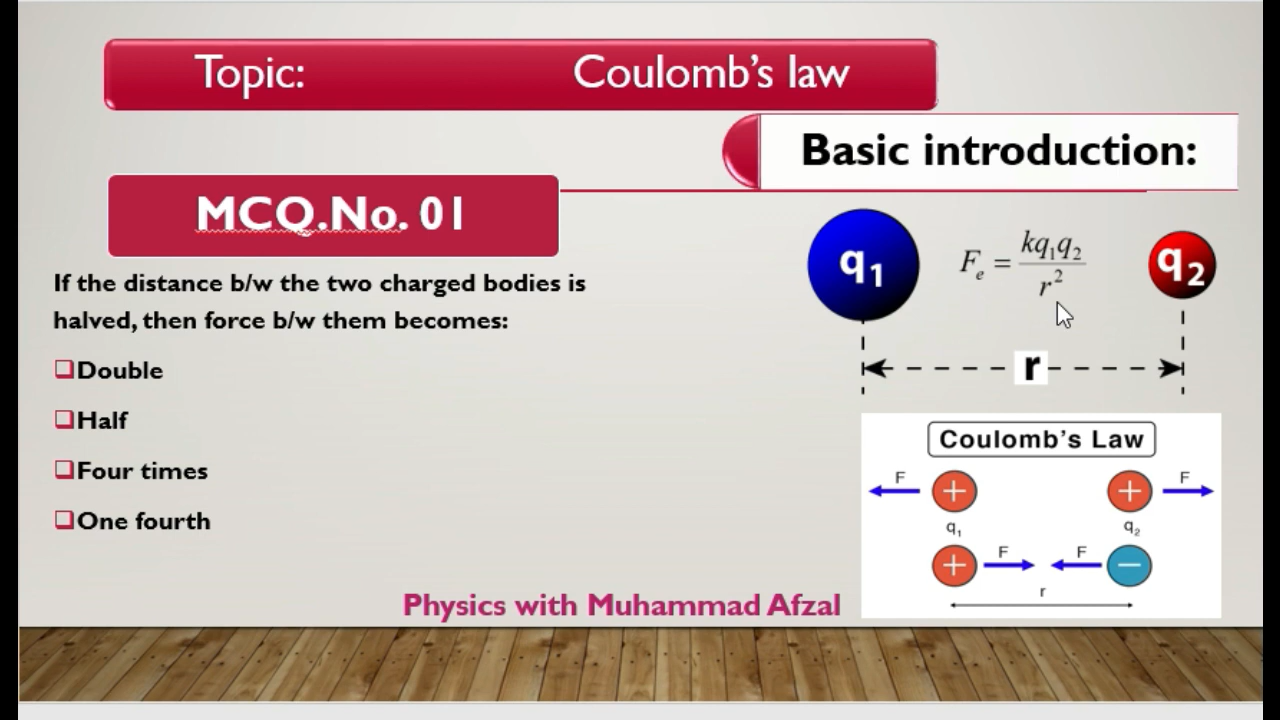 Topic: Coulomb's law
Basic introduction:
MCQ.No. 01
If the distance b/w the two charged bodies is
halved, then force b/w them becomes:
❑Double
❑Half
❑Four times
❑One fourth
q₁ Fₑ = kq₁q₂ / r² q₂
r
Coulomb's Law
F + + F
q₁ q₂
+ F F −
r
Physics with Muhammad Afzal